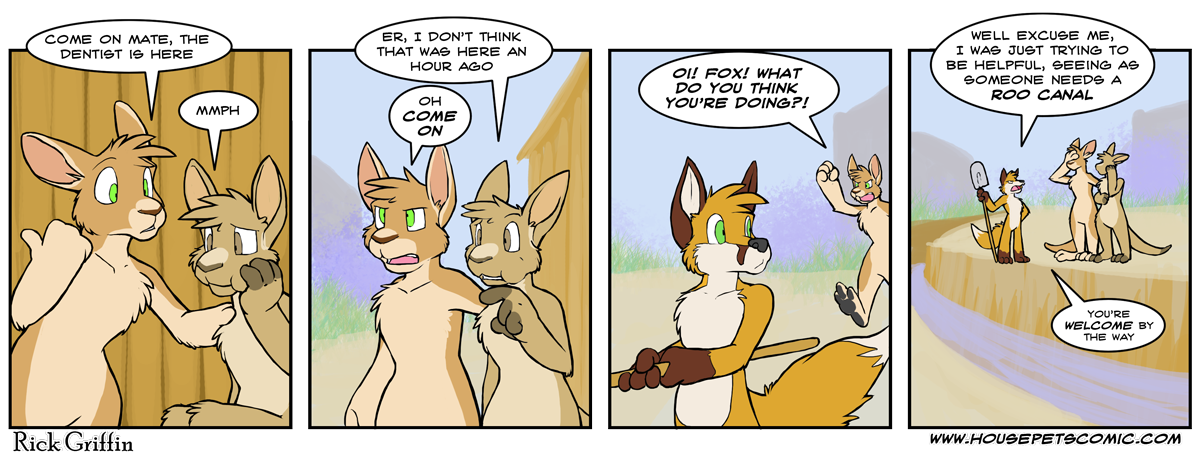 COME ON MATE, THE
DENTIST IS HERE
MMPH
ER, I DON'T THINK
THAT WAS HERE AN
HOUR AGO
OH
COME
ON
OI! FOX! WHAT
DO YOU THINK
YOU'RE DOING?!
WELL EXCUSE ME,
I WAS JUST TRYING TO
BE HELPFUL, SEEING AS
SOMEONE NEEDS A
ROO CANAL
YOU'RE
WELCOME BY
THE WAY
RICK GRIFFIN
WWW.HOUSEPETSCOMIC.COM